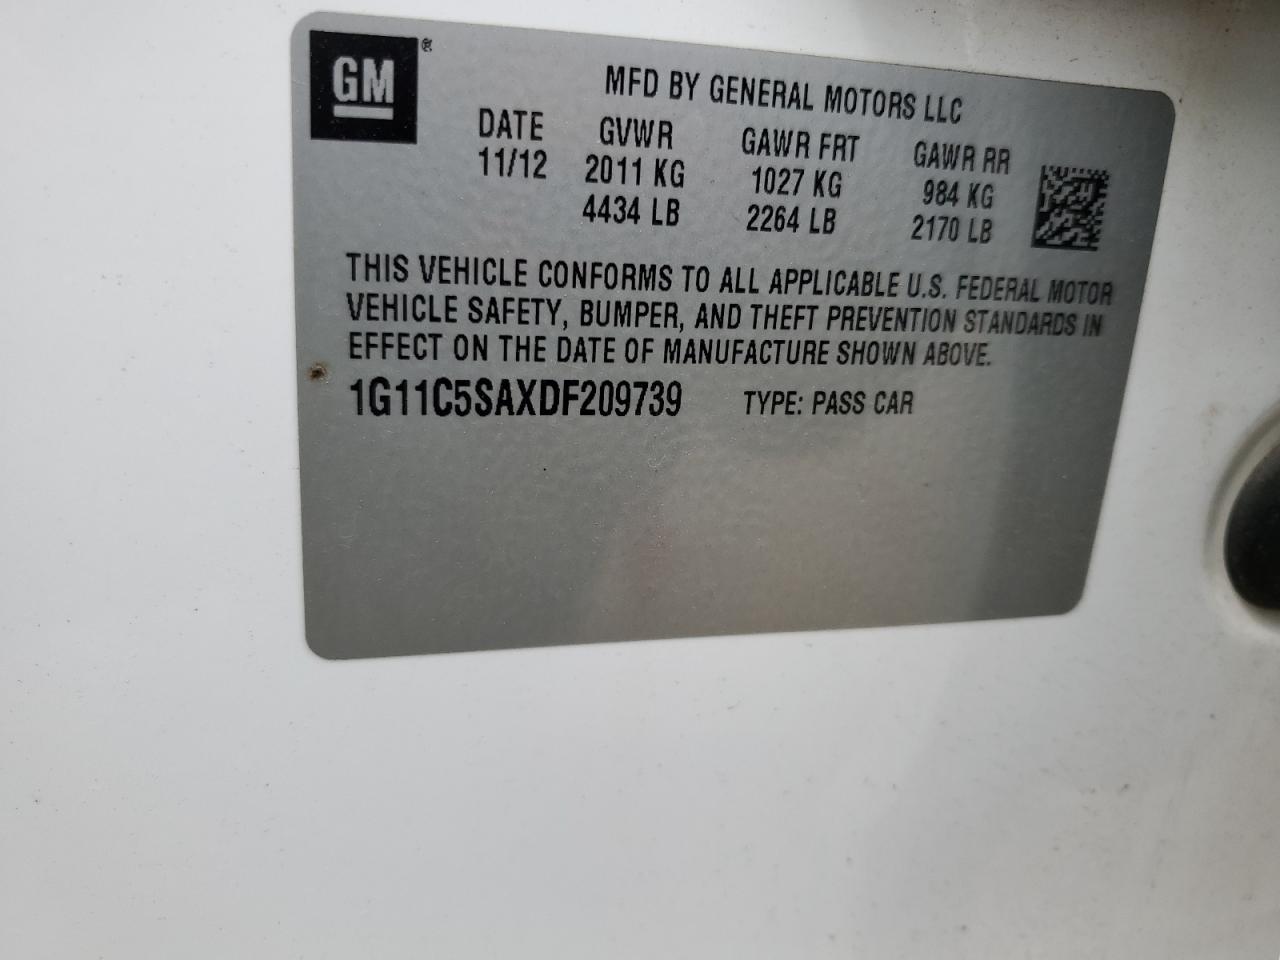 GM®
MFD BY GENERAL MOTORS LLC
DATE GVWR GAWR FRT GAWR RR
11/12 2011 KG 1027 KG 984 KG
4434 LB 2264 LB 2170 LB
THIS VEHICLE CONFORMS TO ALL APPLICABLE U.S. FEDERAL MOTOR
VEHICLE SAFETY, BUMPER, AND THEFT PREVENTION STANDARDS IN
EFFECT ON THE DATE OF MANUFACTURE SHOWN ABOVE.
1G11C5SAXDF209739 TYPE: PASS CAR